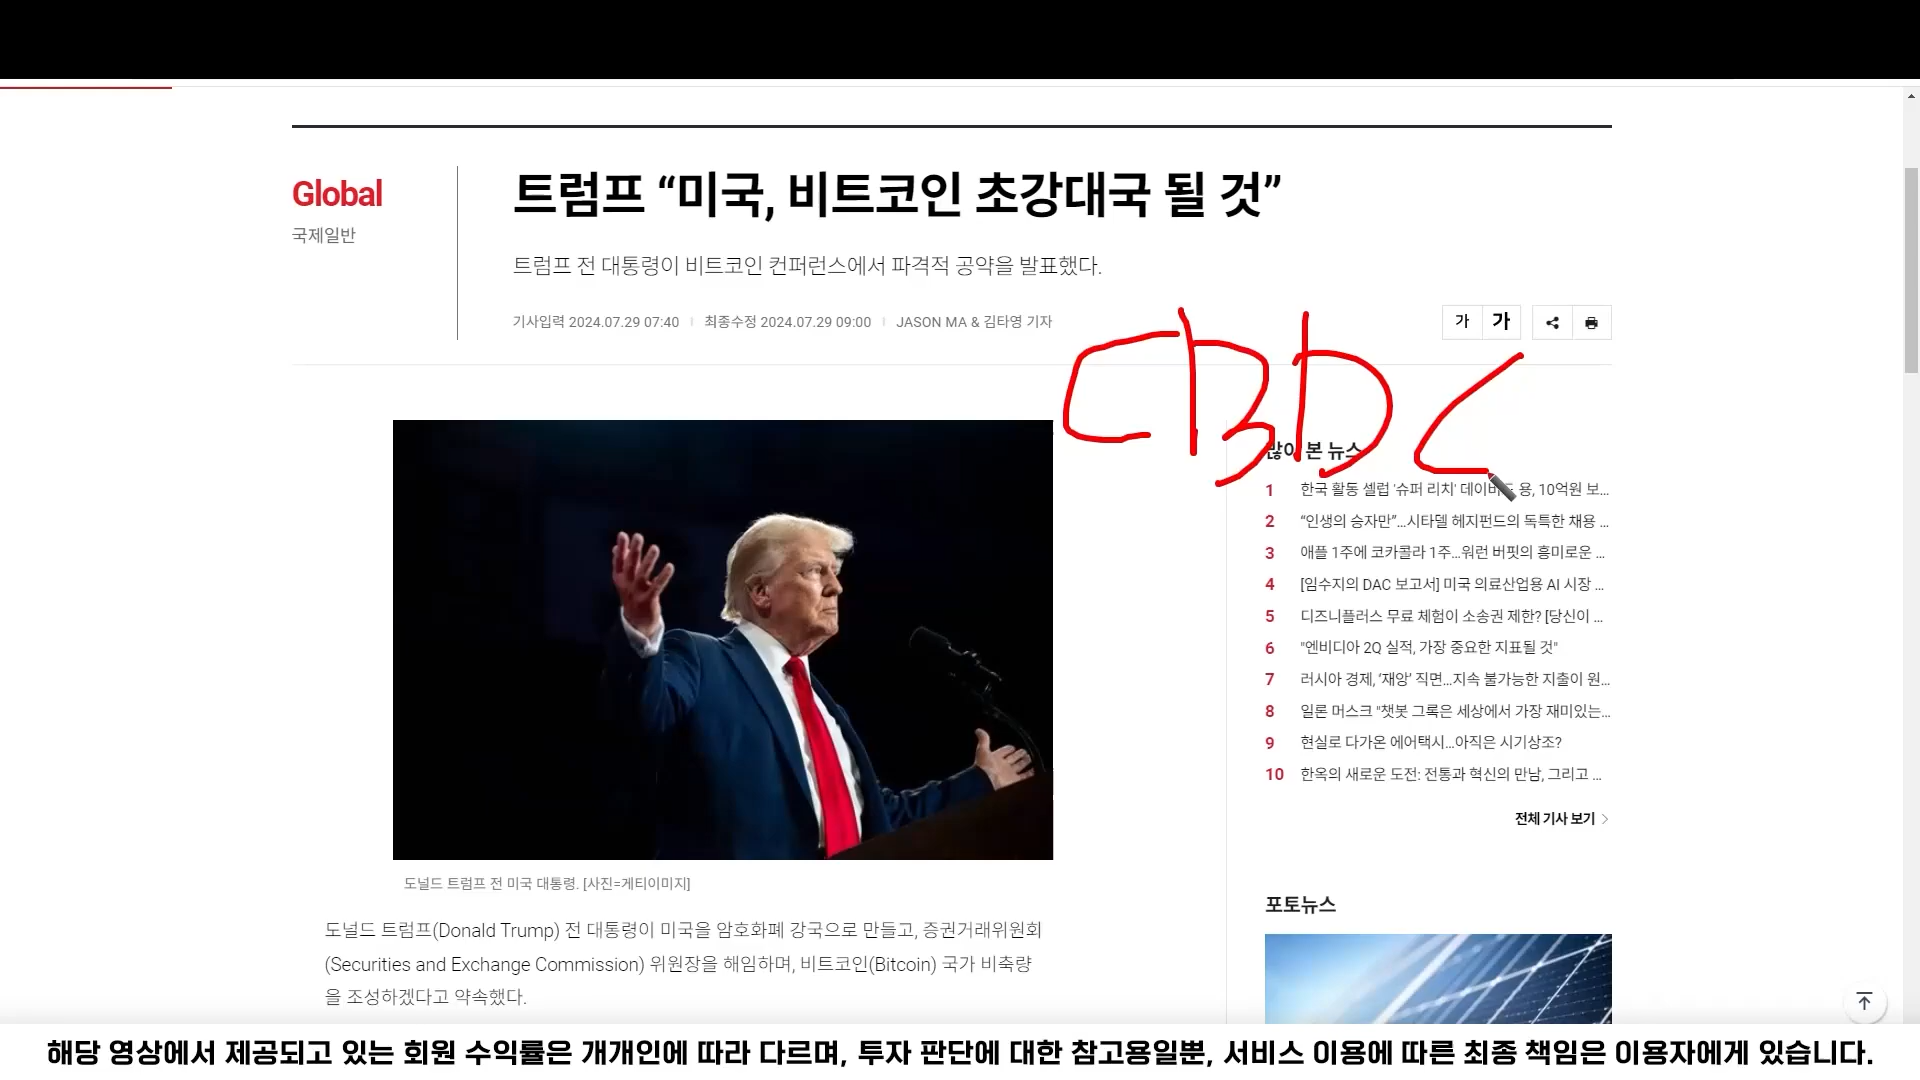 Global
국제일반
트럼프 “미국, 비트코인 초강대국 될 것”
트럼프 전 대통령이 비트코인 컨퍼런스에서 파격적 공약을 발표했다.
기사입력 2024.07.29 07:40 | 최종수정 2024.07.29 09:00 | JASON MA & 김타영 기자
가 가
CBDC
도널드 트럼프 전 미국 대통령. [사진=게티이미지]
도널드 트럼프(Donald Trump) 전 대통령이 미국을 암호화폐 강국으로 만들고, 증권거래위원회
(Securities and Exchange Commission) 위원장을 해임하며, 비트코인(Bitcoin) 국가 비축량
을 조성하겠다고 약속했다.
많이 본 뉴스
1 한국 활동 셀럽 '슈퍼 리치' 데이비드 용, 10억원 보...
2 “인생의 승자만”...시타델 헤지펀드의 독특한 채용 ...
3 애플 1주에 코카콜라 1주...워런 버핏의 흥미로운 ...
4 [임수지의 DAC 보고서] 미국 의료산업용 AI 시장 ...
5 디즈니플러스 무료 체험이 소송권 제한? [당신이 ...
6 "엔비디아 2Q 실적, 가장 중요한 지표될 것"
7 러시아 경제, ‘재앙’ 직면...지속 불가능한 지출이 원...
8 일론 머스크 "챗봇 그록은 세상에서 가장 재미있는...
9 현실로 다가온 에어택시...아직은 시기상조?
10 한옥의 새로운 도전: 전통과 혁신의 만남, 그리고 ...
전체 기사 보기
포토뉴스
해당 영상에서 제공되고 있는 회원 수익률은 개개인에 따라 다르며, 투자 판단에 대한 참고용일뿐, 서비스 이용에 따른 최종 책임은 이용자에게 있습니다.